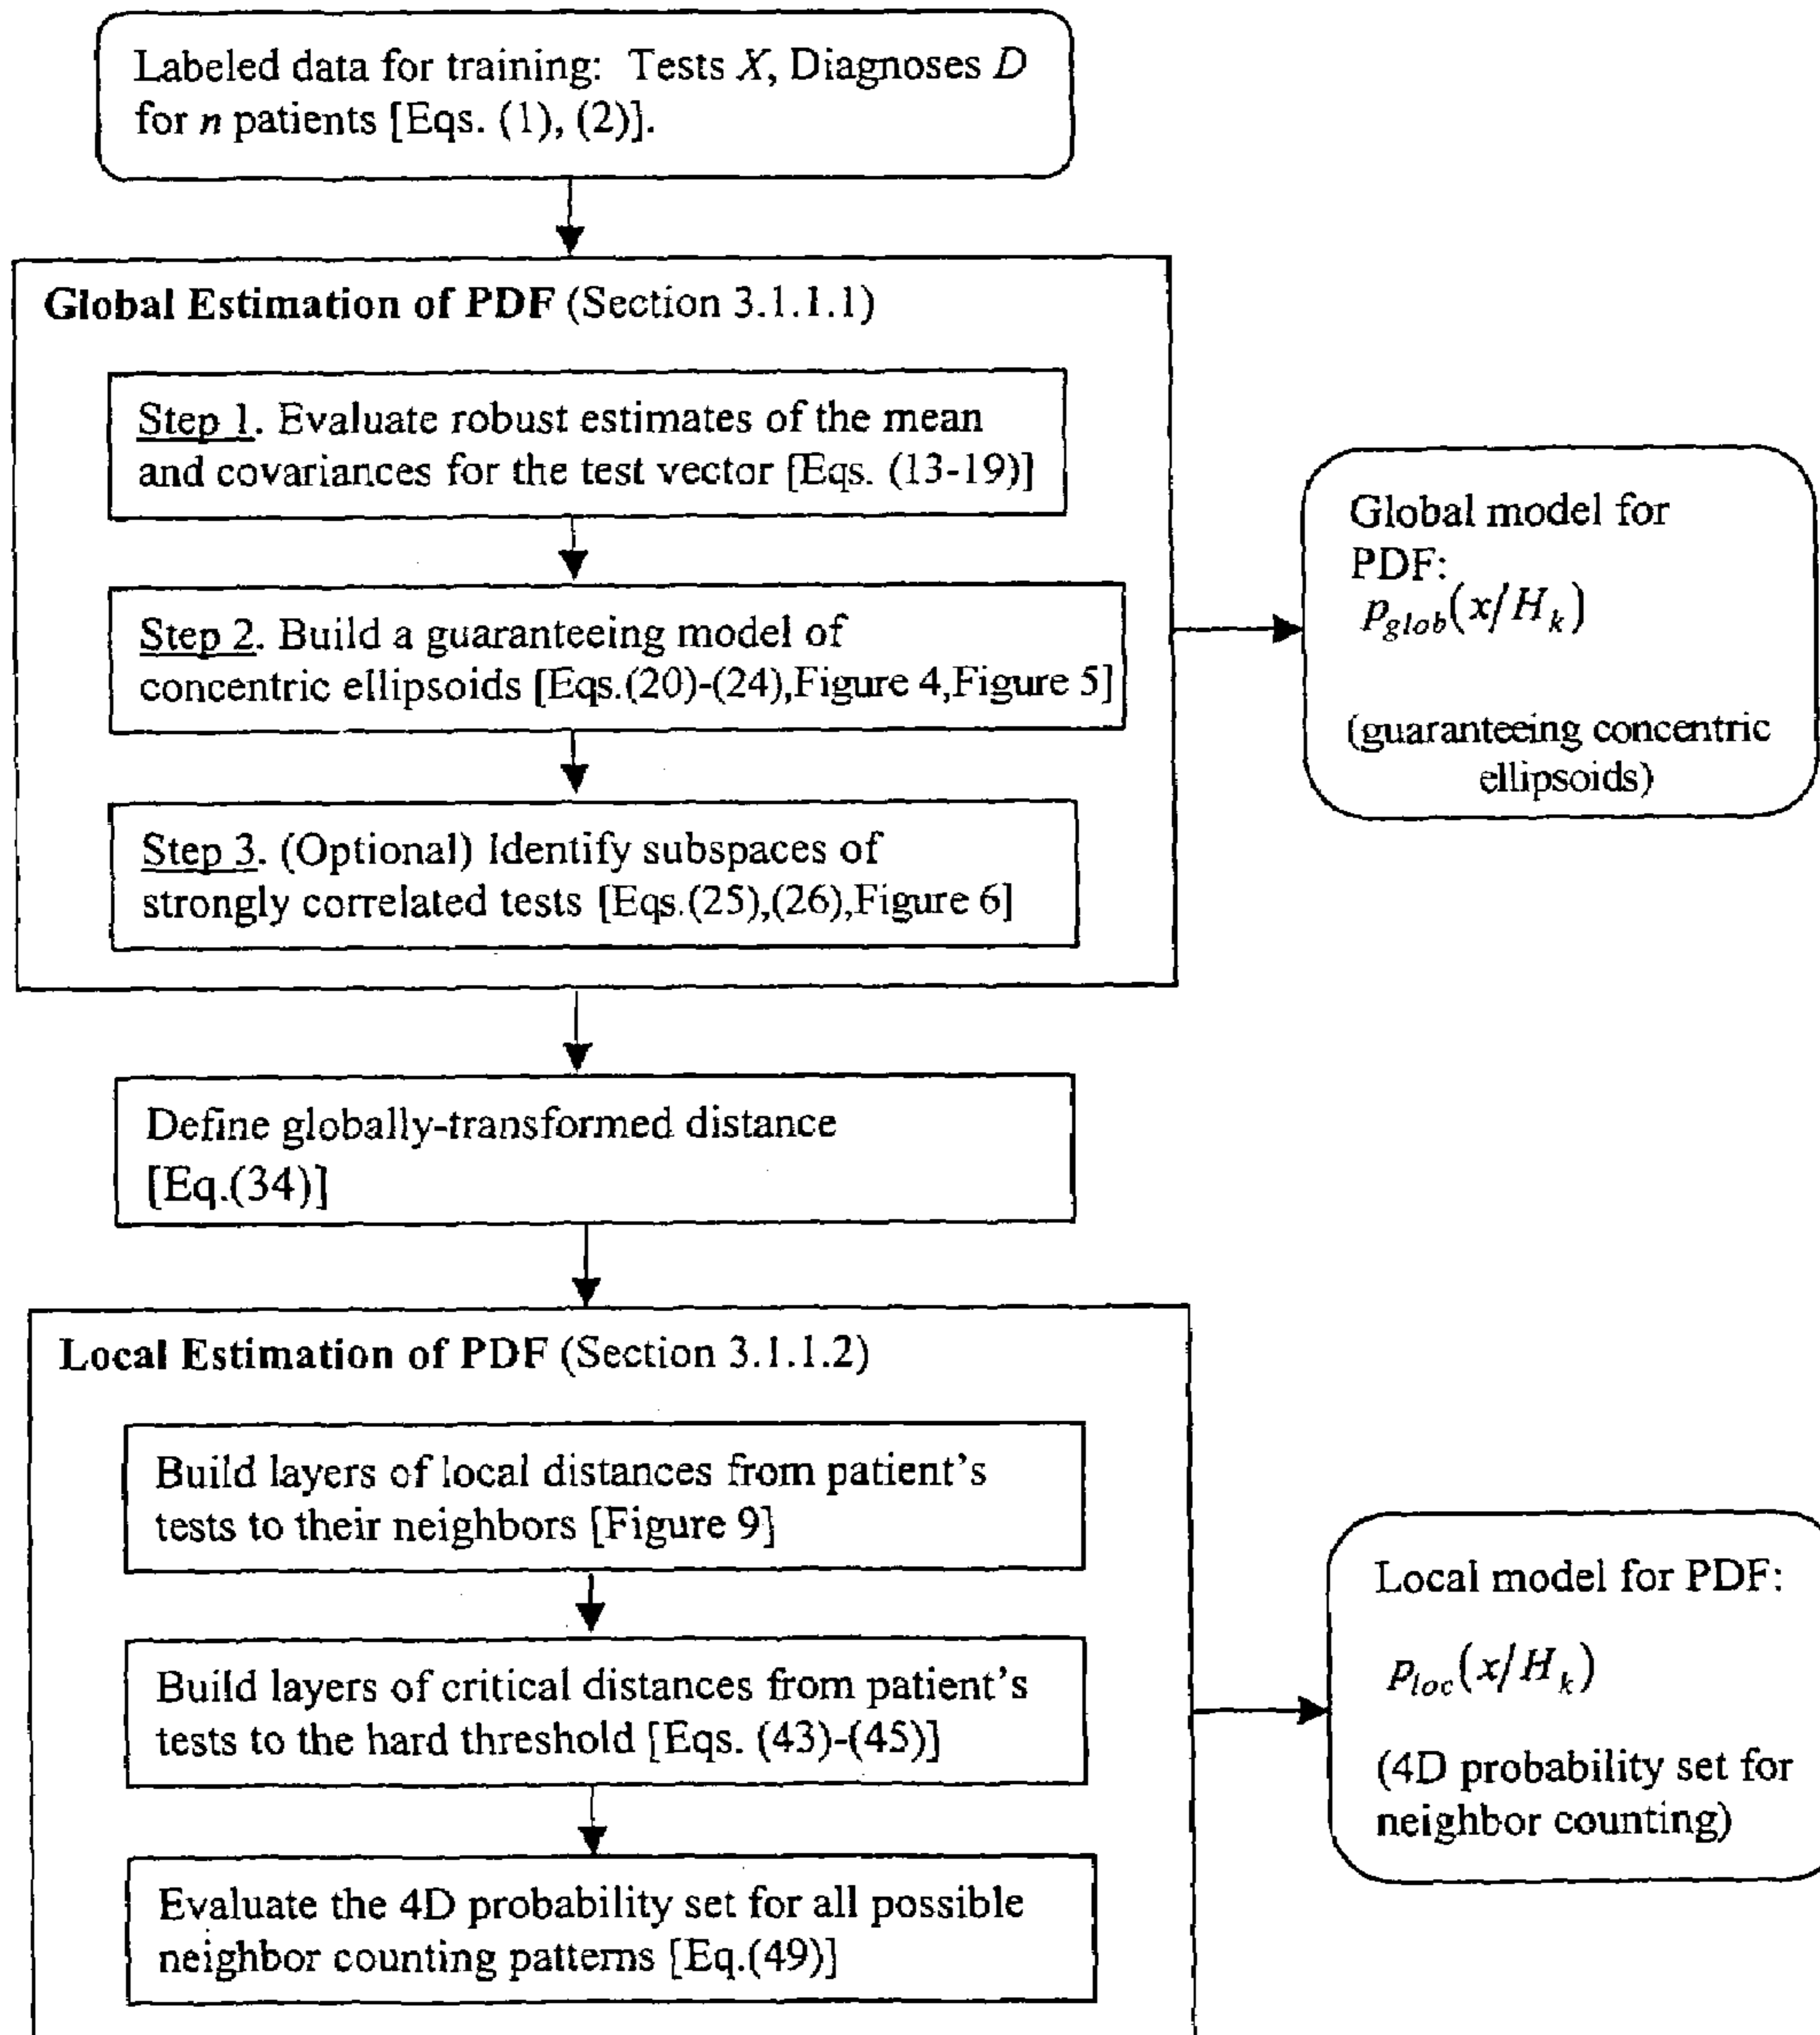 Labeled data for training: Tests X, Diagnoses D
for n patients [Eqs. (1), (2)].
Global Estimation of PDF (Section 3.1.1.1)
Step 1. Evaluate robust estimates of the mean
and covariances for the test vector [Eqs. (13-19)]
Step 2. Build a guaranteeing model of
concentric ellipsoids [Eqs.(20)-(24),Figure 4,Figure 5]
Step 3. (Optional) Identify subspaces of
strongly correlated tests [Eqs.(25),(26),Figure 6]
Global model for
PDF:
p_glob(x/H_k)
(guaranteeing concentric
ellipsoids)
Define globally-transformed distance
[Eq.(34)]
Local Estimation of PDF (Section 3.1.1.2)
Build layers of local distances from patient's
tests to their neighbors [Figure 9]
Build layers of critical distances from patient's
tests to the hard threshold [Eqs. (43)-(45)]
Evaluate the 4D probability set for all possible
neighbor counting patterns [Eq.(49)]
Local model for PDF:
p_loc(x/H_k)
(4D probability set for
neighbor counting)